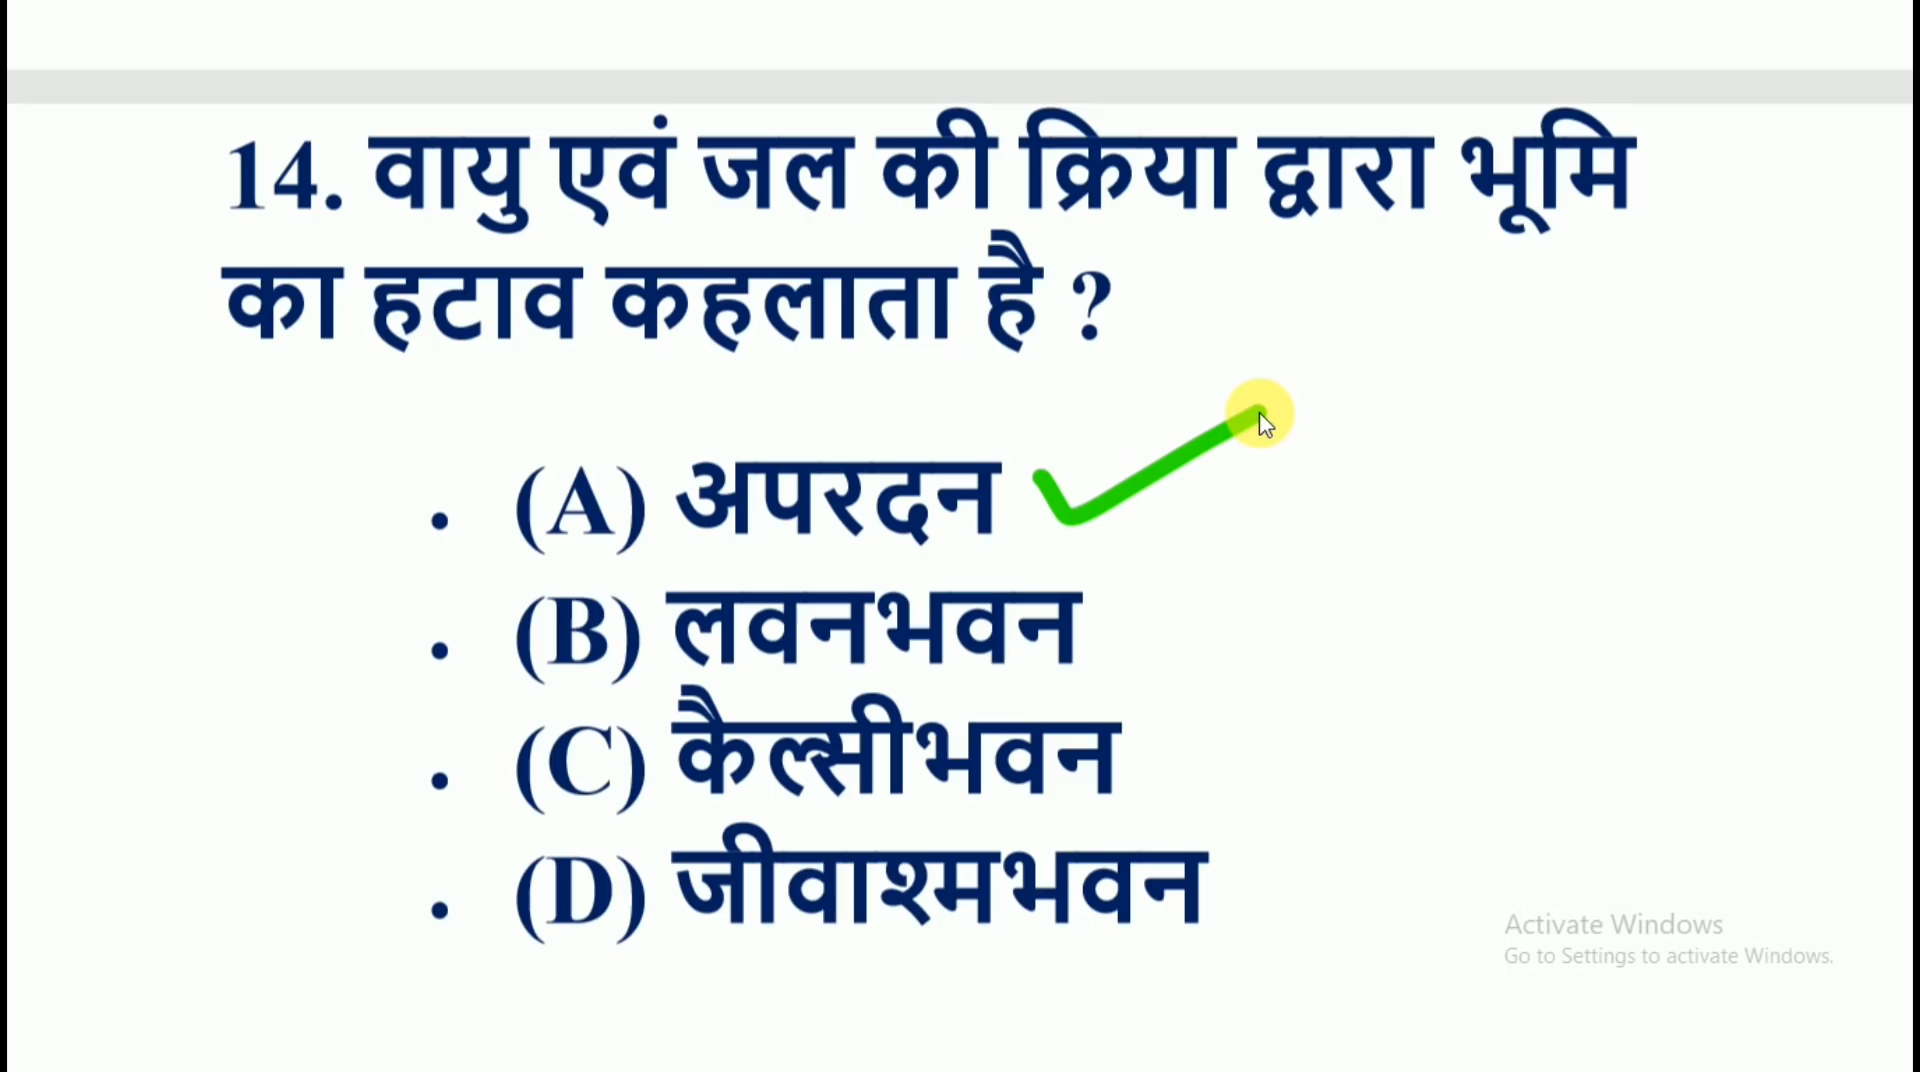 14. वायु एवं जल की क्रिया द्वारा भूमि
का हटाव कहलाता है ?
. (A) अपरदन
. (B) लवनभवन
. (C) कैल्सीभवन
. (D) जीवाश्मभवन
Activate Windows
Go to Settings to activate Windows.